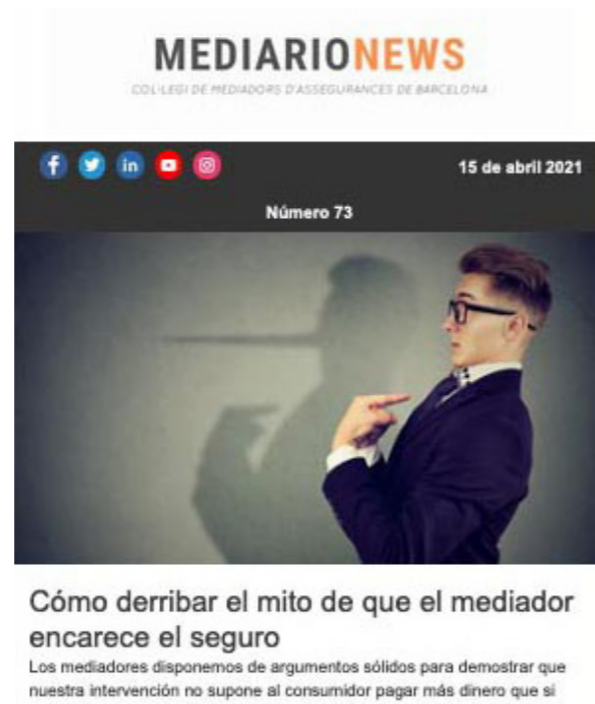 MEDIARIONEWS
COL·LEGI DE MEDIADORS D'ASSEGURANCES DE BARCELONA
15 de abril 2021
Número 73
Cómo derribar el mito de que el mediador
encarece el seguro
Los mediadores disponemos de argumentos sólidos para demostrar que
nuestra intervención no supone al consumidor pagar más dinero que si